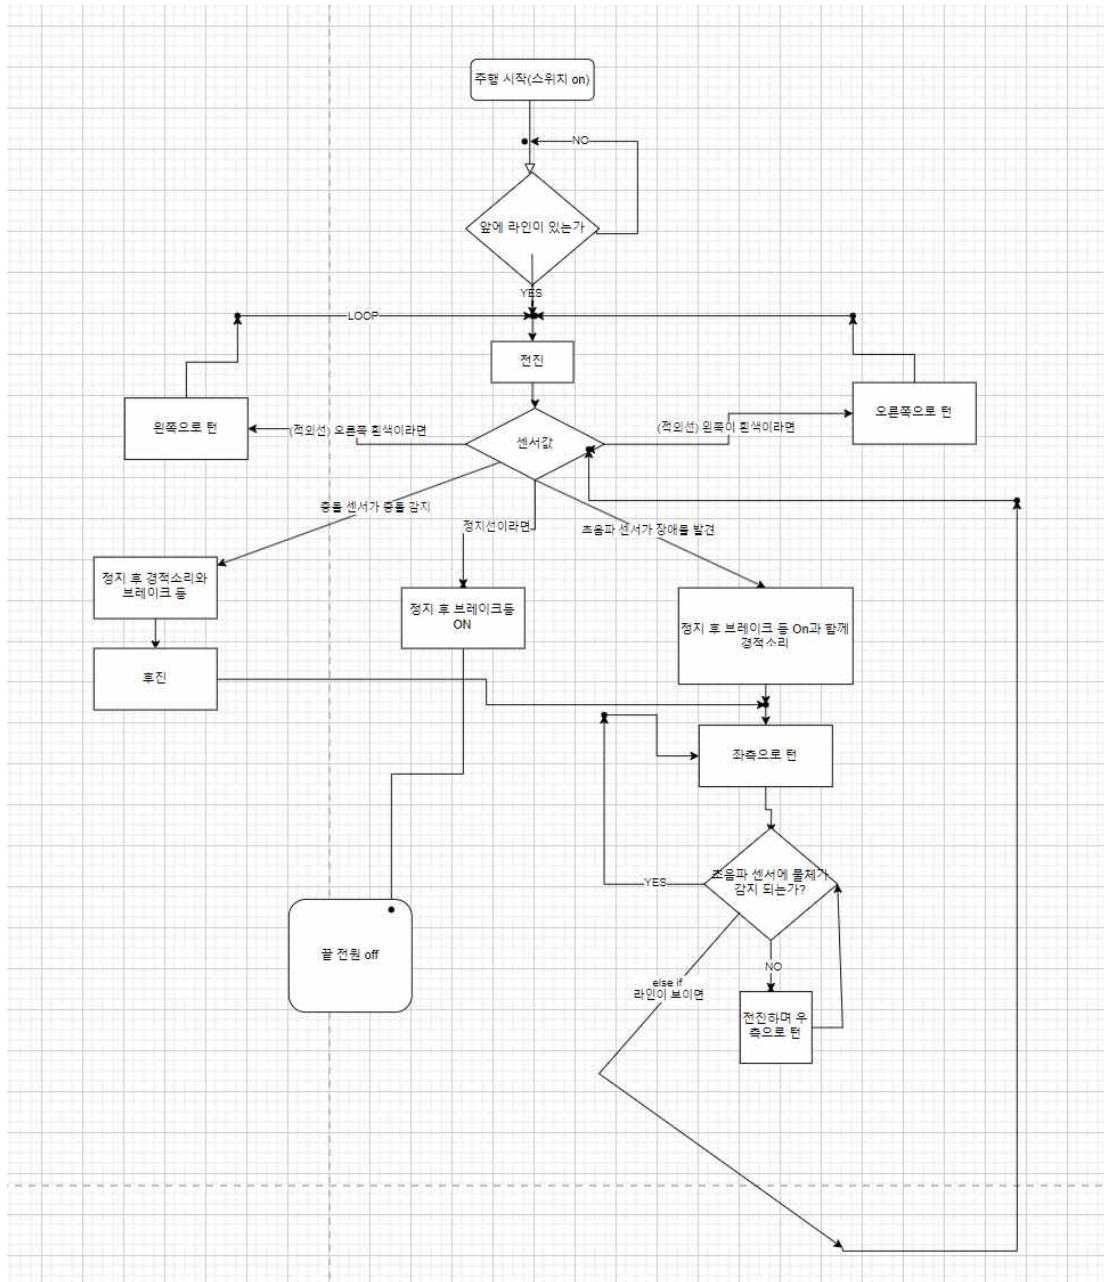 주행 시작(스위치 on)
NO
앞에 라인이 있는가
YES
LOOP
전진
왼쪽으로 턴
(적외선) 오른쪽 흰색이라면
센서값
(적외선) 왼쪽이 흰색이라면
오른쪽으로 턴
충돌 센서가 충돌 감지
정지선이라면
초음파 센서가 장애물 발견
정지 후 경적소리와
브레이크 등
정지 후 브레이크등
ON
정지 후 브레이크 등 On과 함께
경적소리
후진
좌측으로 턴
초음파 센서에 물체가
감지 되는가?
YES
NO
else if
라인이 보이면
끝 전원 off
전진하며 우
측으로 턴